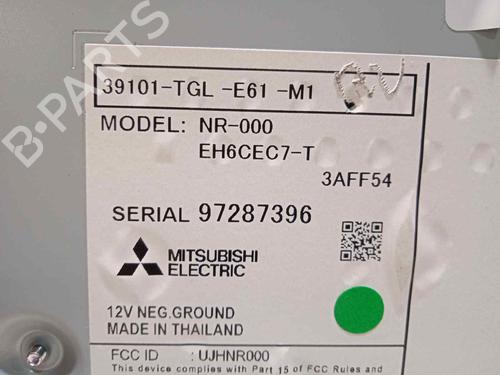 B-PARTS
39101-TGL -E61 -M1
MODEL: NR-000
EH6CEC7-T
3AFF54
SERIAL 97287396
MITSUBISHI
ELECTRIC
12V NEG.GROUND
MADE IN THAILAND
FCC ID : UJHNR000
This device complies with Part 15 of FCC Rules and